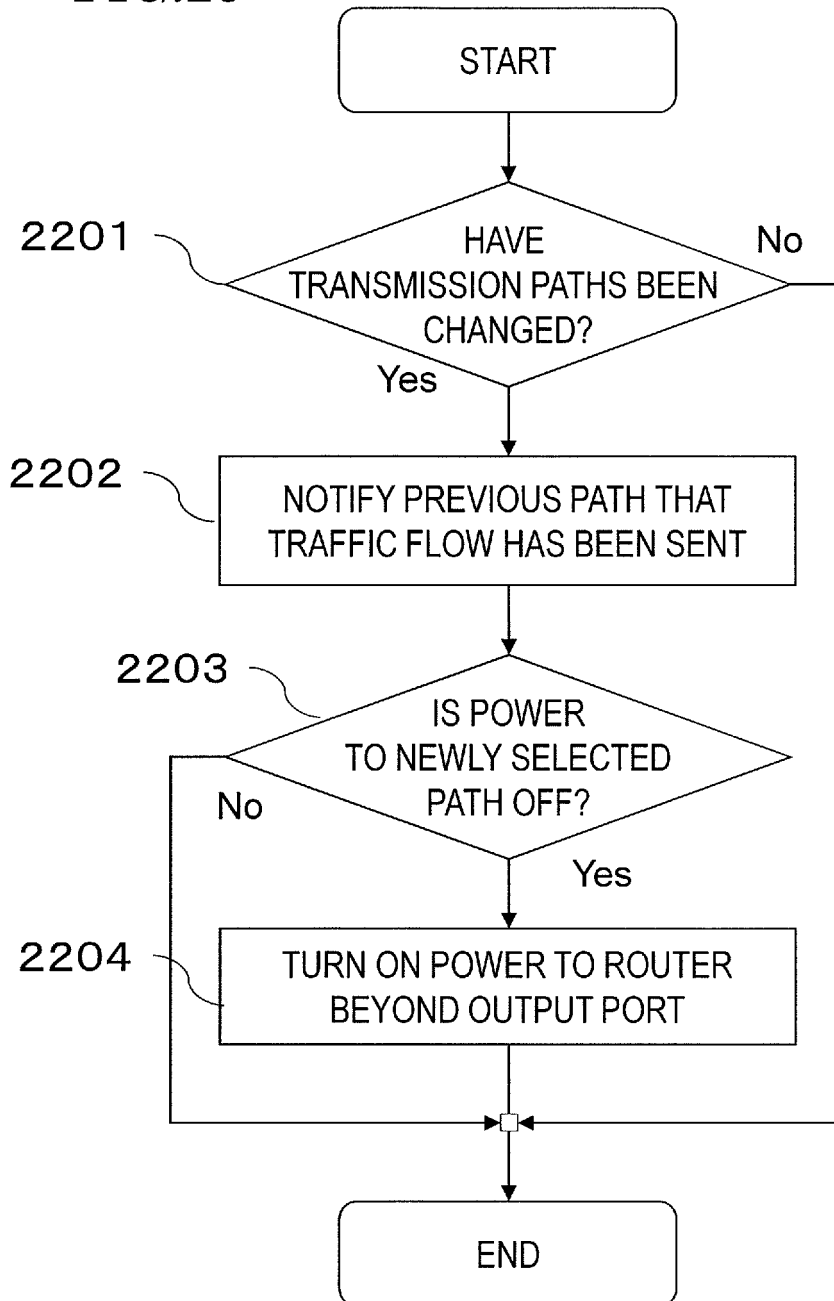 START
2201
HAVE
TRANSMISSION PATHS BEEN
CHANGED?
No
Yes
2202
NOTIFY PREVIOUS PATH THAT
TRAFFIC FLOW HAS BEEN SENT
2203
IS POWER
TO NEWLY SELECTED
PATH OFF?
No
Yes
2204
TURN ON POWER TO ROUTER
BEYOND OUTPUT PORT
END